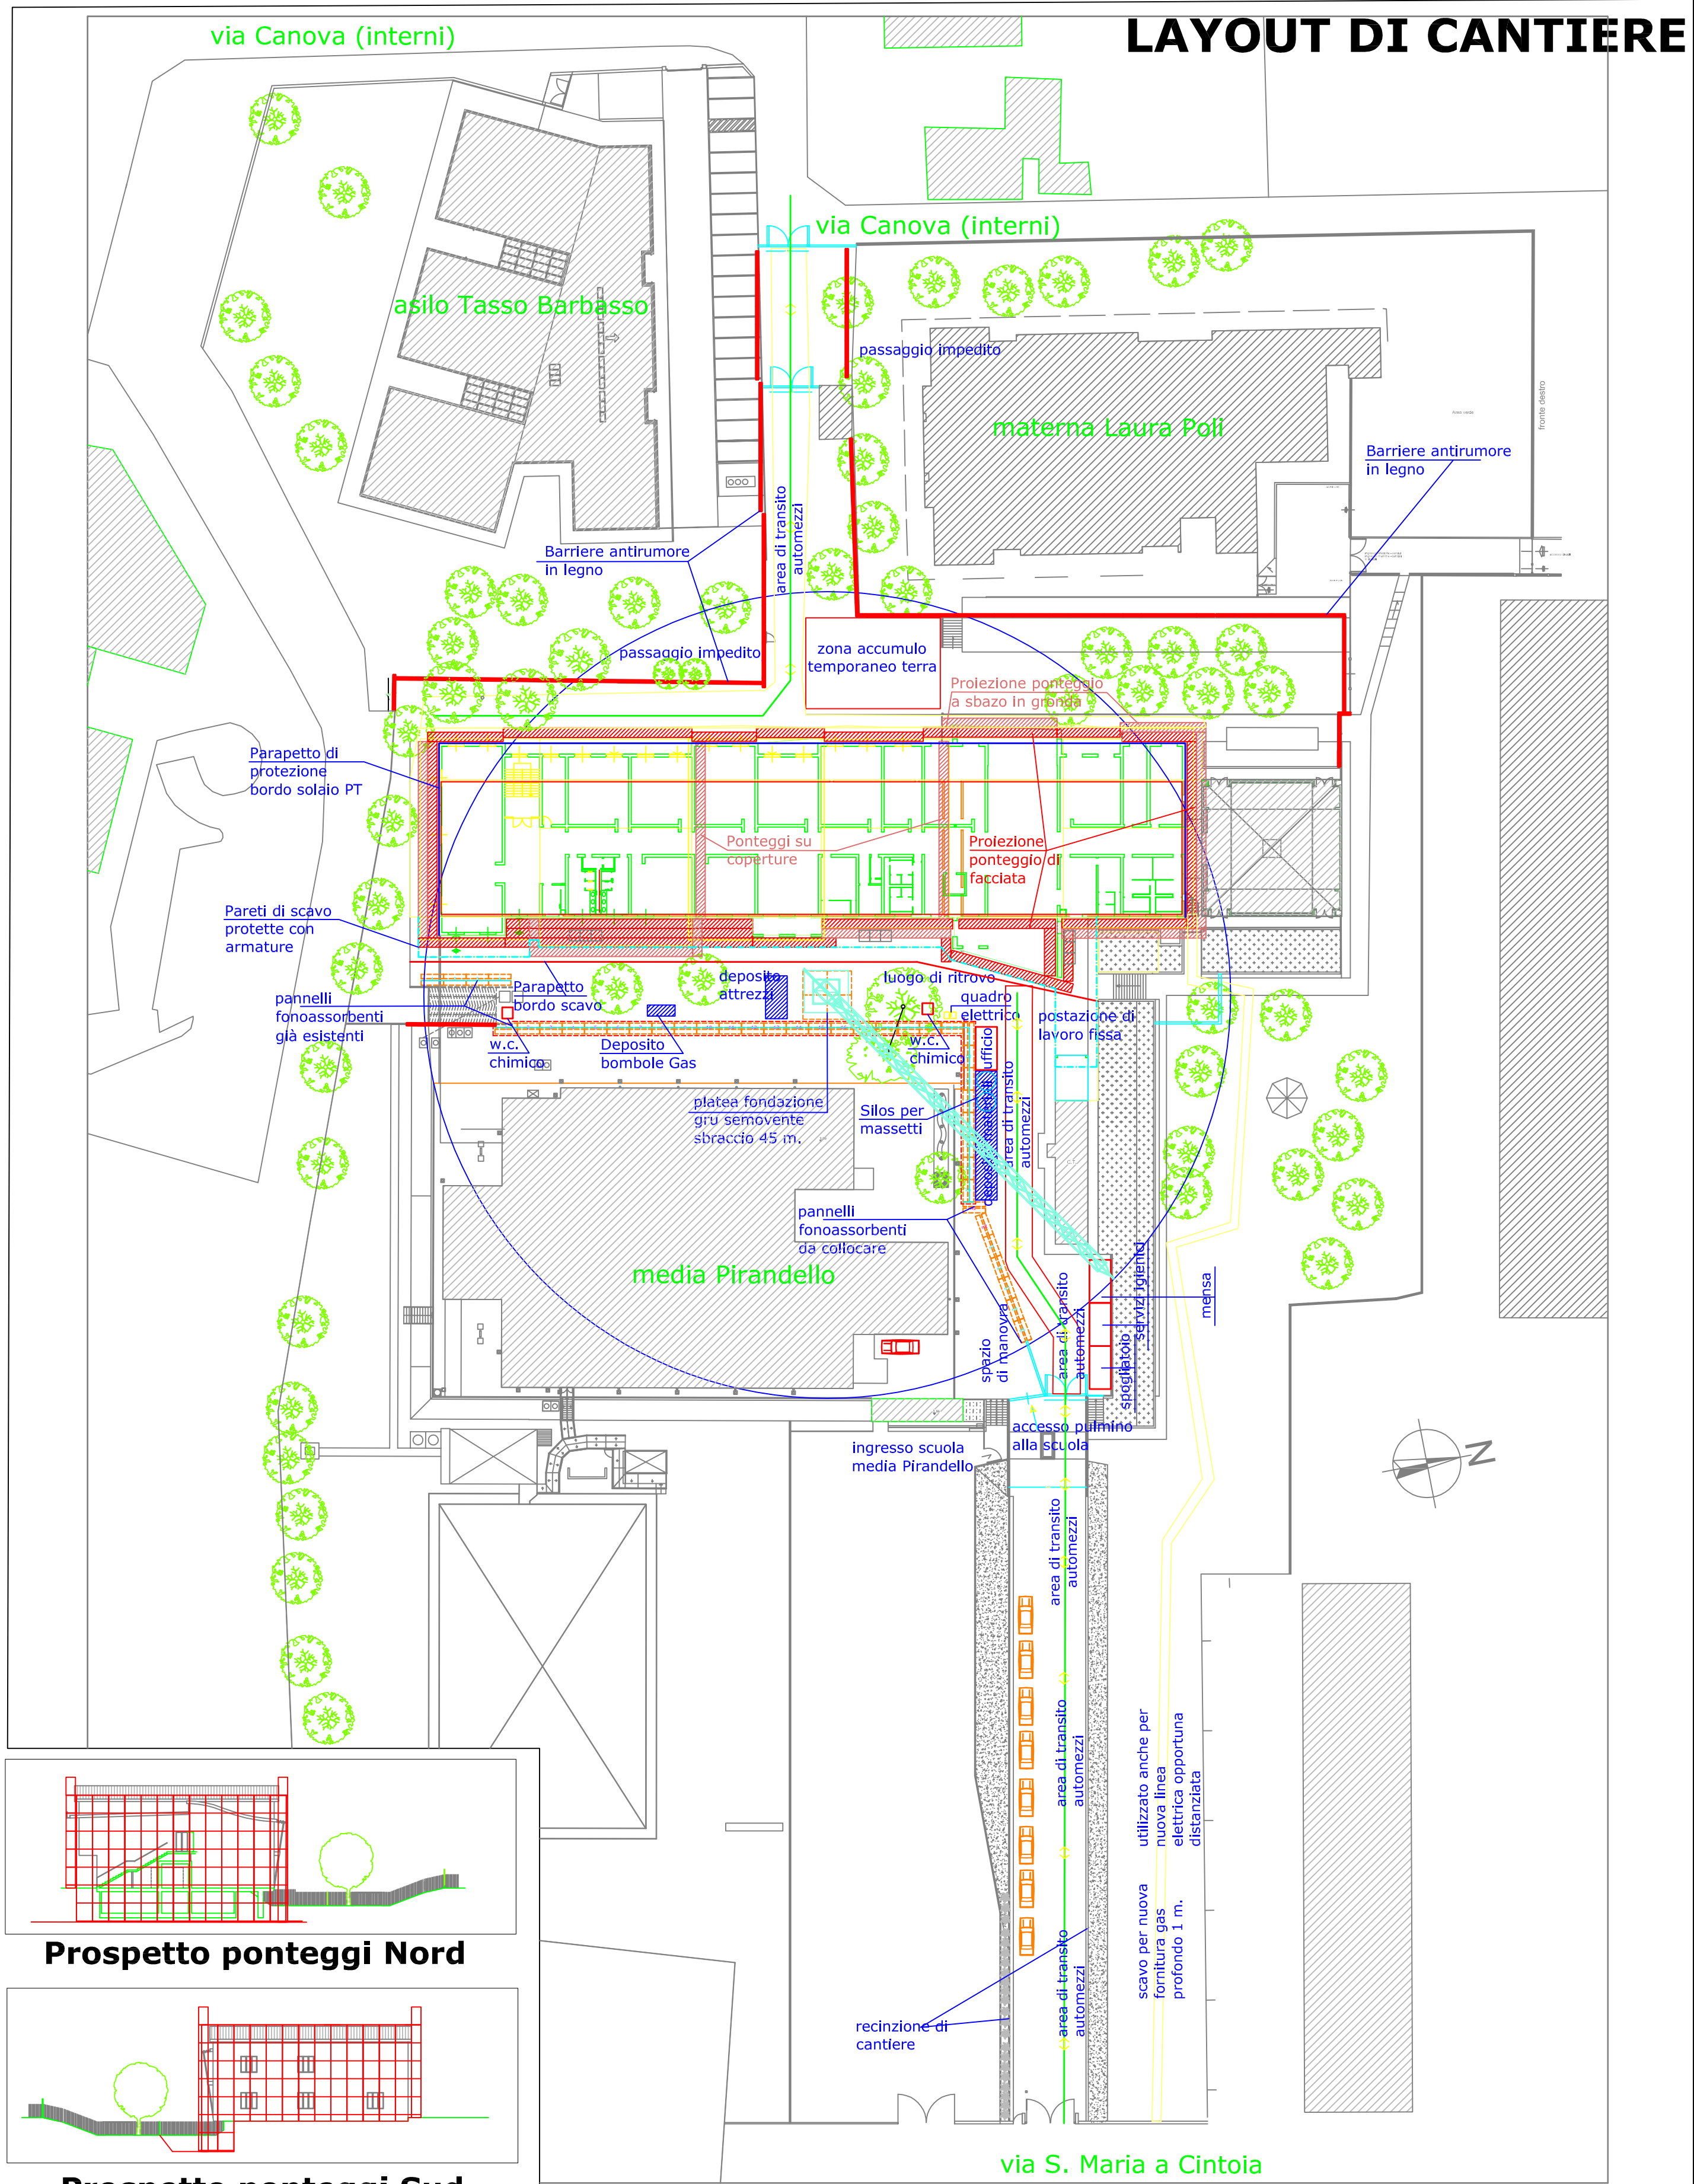 LAYOUT DI CANTIERE
via Canova (interni)
via Canova (interni)
asilo Tasso Barbasso
passaggio impedito
materna Laura Poli
fronte destro
Barriere antirumore
in legno
area di transito
automezzi
Barriere antirumore
in legno
passaggio impedito
zona accumulo
temporaneo terra
Proiezione ponteggio
a sbazo in gronda
Parapetto di
protezione
bordo solaio PT
Ponteggi su
coperture
Proiezione
ponteggio di
facciata
Pareti di scavo
protette con
armature
pannelli
fonoassorbenti
già esistenti
Parapetto
bordo scavo
deposito
attrezzi
luogo di ritrovo
quadro
elettrico
postazione di
lavoro fissa
w.c.
chimico
Deposito
bombole Gas
w.c.
chimico
ufficio
area di transito
automezzi
platea fondazione
gru semovente
sbraccio 45 m.
Silos per
massetti
pannelli
fonoassorbenti
da collocare
media Pirandello
spazio
di manovra
area di transito
automezzi
spogliatoio
servizi igienici
mensa
accesso pulmino
alla scuola
ingresso scuola
media Pirandello
N
area di transito
automezzi
area di transito
automezzi
area di transito
automezzi
utilizzato anche per
nuova linea
elettrica opportuna
distanziata
scavo per nuova
fornitura gas
profondo 1 m.
recinzione di
cantiere
Prospetto ponteggi Nord
Prospetto ponteggi Sud
via S. Maria a Cintoia